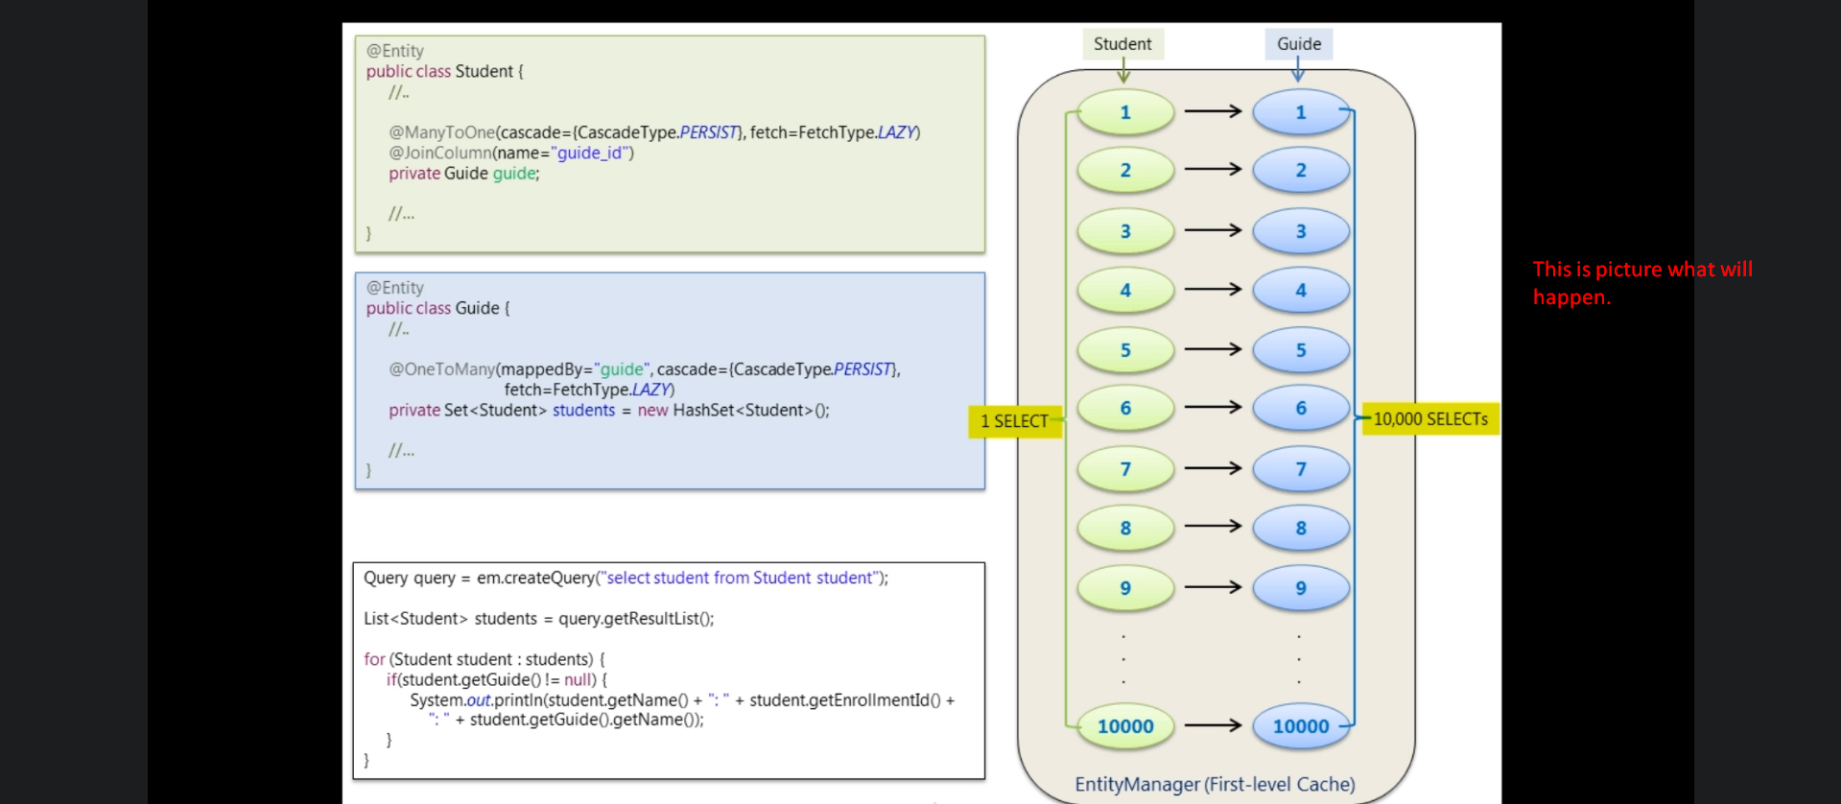 @Entity
public class Student {
//..
@ManyToOne(cascade={CascadeType.PERSIST}, fetch=FetchType.LAZY)
@JoinColumn(name="guide_id")
private Guide guide;
//...
}
@Entity
public class Guide {
//..
@OneToMany(mappedBy="guide", cascade={CascadeType.PERSIST},
fetch=FetchType.LAZY)
private Set<Student> students = new HashSet<Student>();
//...
}
Query query = em.createQuery("select student from Student student");
List<Student> students = query.getResultList();
for (Student student : students) {
if(student.getGuide() != null) {
System.out.println(student.getName() + ": " + student.getEnrollmentId() +
": " + student.getGuide().getName());
}
}
Student Guide
1 1
2 2
3 3
4 4
5 5
6 6
1 SELECT
10,000 SELECTs
7 7
8 8
9 9
. .
. .
. .
10000 10000
EntityManager (First-level Cache)
This is picture what will
happen.